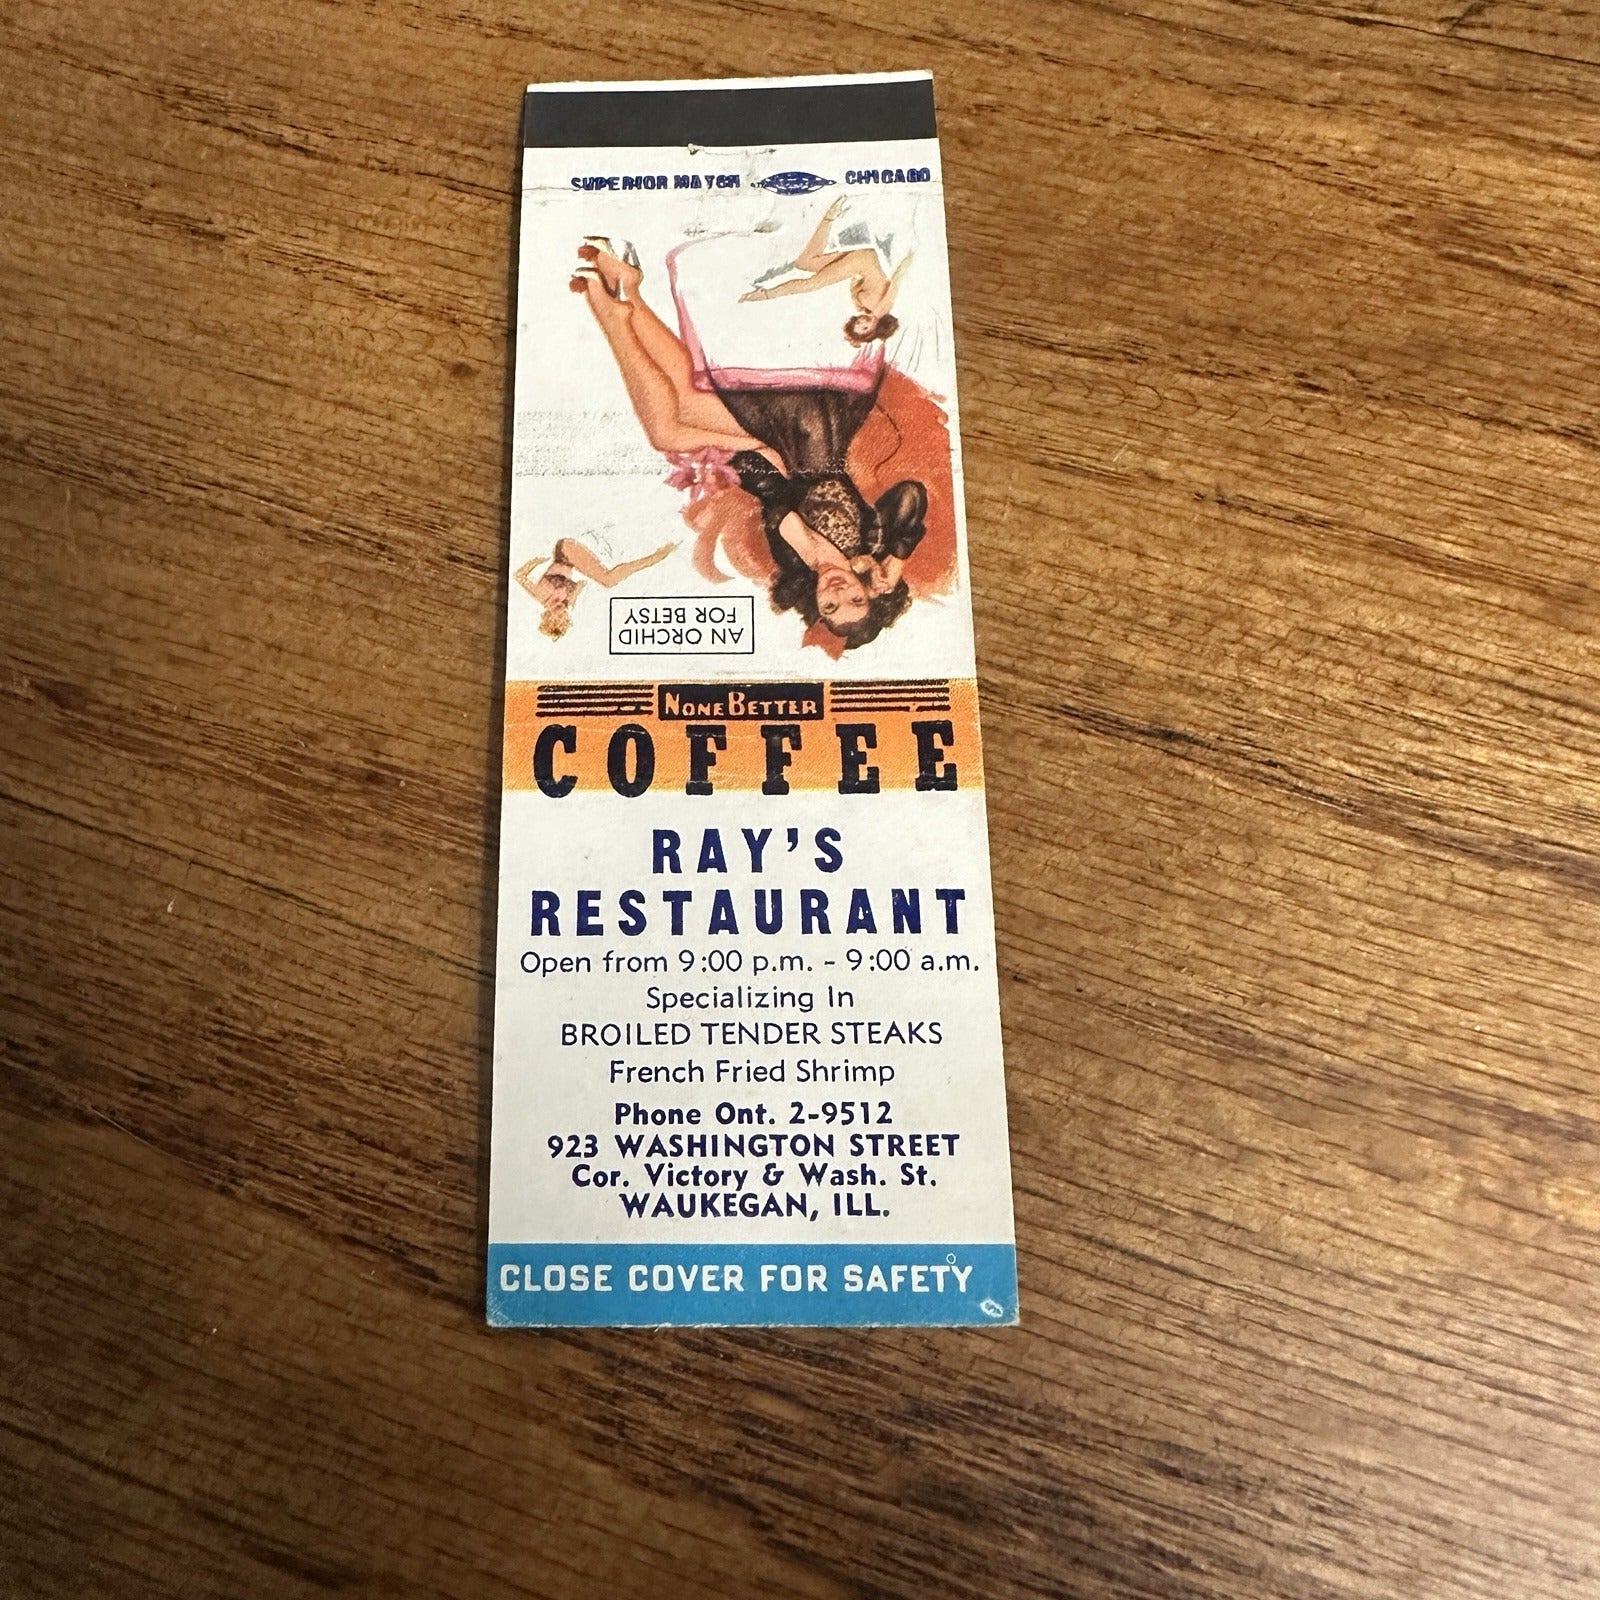 SUPERIOR MATCH CHICAGO
AN ORCHID
FOR BETSY
NONE BETTER
COFFEE
RAY'S
RESTAURANT
Open from 9:00 p.m. - 9:00 a.m.
Specializing In
BROILED TENDER STEAKS
French Fried Shrimp
Phone Ont. 2-9512
923 WASHINGTON STREET
Cor. Victory & Wash. St.
WAUKEGAN, ILL.
CLOSE COVER FOR SAFETY